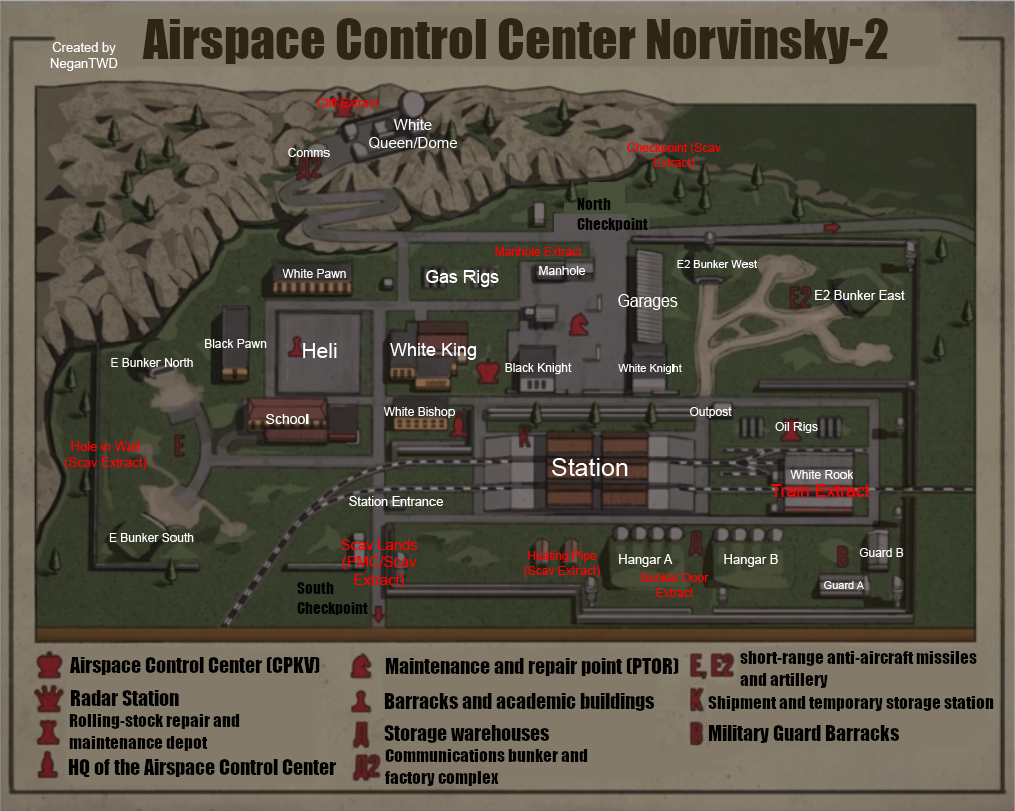 Airspace Control Center Norvinsky-2
Created by
NeganTWD
Cliff Extract
White
Queen/Dome
Comms
Д2
Checkpoint (Scav
Extract)
North
Checkpoint
Manhole Extract
White Pawn
Gas Rigs
Manhole
E2 Bunker West
E2
E2 Bunker East
Garages
Black Pawn
Heli
White King
E Bunker North
Black Knight
White Knight
School
White Bishop
Outpost
Oil Rigs
K
E
Hole in Wall
(Scav Extract)
Station
White Rook
Train Extract
Station Entrance
E Bunker South
Scav Lands
(PMC/Scav
Extract)
Heating Pipe
(Scav Extract)
Hangar A
Д
Hangar B
В
Guard B
Bunker Door
Extract
Guard A
South
Checkpoint
Airspace Control Center (CPKV)
Radar Station
Rolling-stock repair and
maintenance depot
HQ of the Airspace Control Center
Maintenance and repair point (PTOR)
Barracks and academic buildings
Д Storage warehouses
Д2 Communications bunker and
factory complex
E, E2 short-range anti-aircraft missiles
and artillery
K Shipment and temporary storage station
В Military Guard Barracks